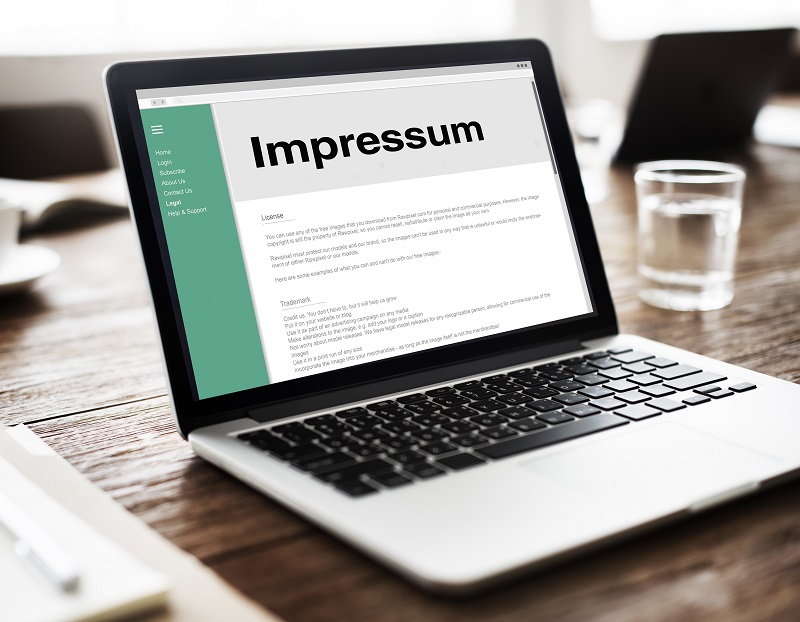 Impressum
Home
Login
Subscribe
About Us
Contact Us
Legal
Help & Support
License
You can use any of the free images that you download from Rawpixel.com for personal and commercial purposes. However, the image
copyright is still the property of Rawpixel, so you cannot resell, redistribute or claim the image as your own.
Rawpixel must protect our models and our brand, so the images can't be used in any way that is unlawful or would imply the endorse-
ment of either Rawpixel or our models.
Here are some examples of what you can and can't do with our free images:-
Trademark
Credit us. You don't have to, but it will help us grow
Put it on your website or blog
Use it as part of an advertising campaign on any media
Make alterations to the image, e.g. add your logo or a caption
Not worry about model releases. We have legal model releases for any recognizable person, allowing for commercial use of the
images.
Use it in a print run of any size
Incorporate the image into your merchandise:- as long as the image itself is not the merchandise!